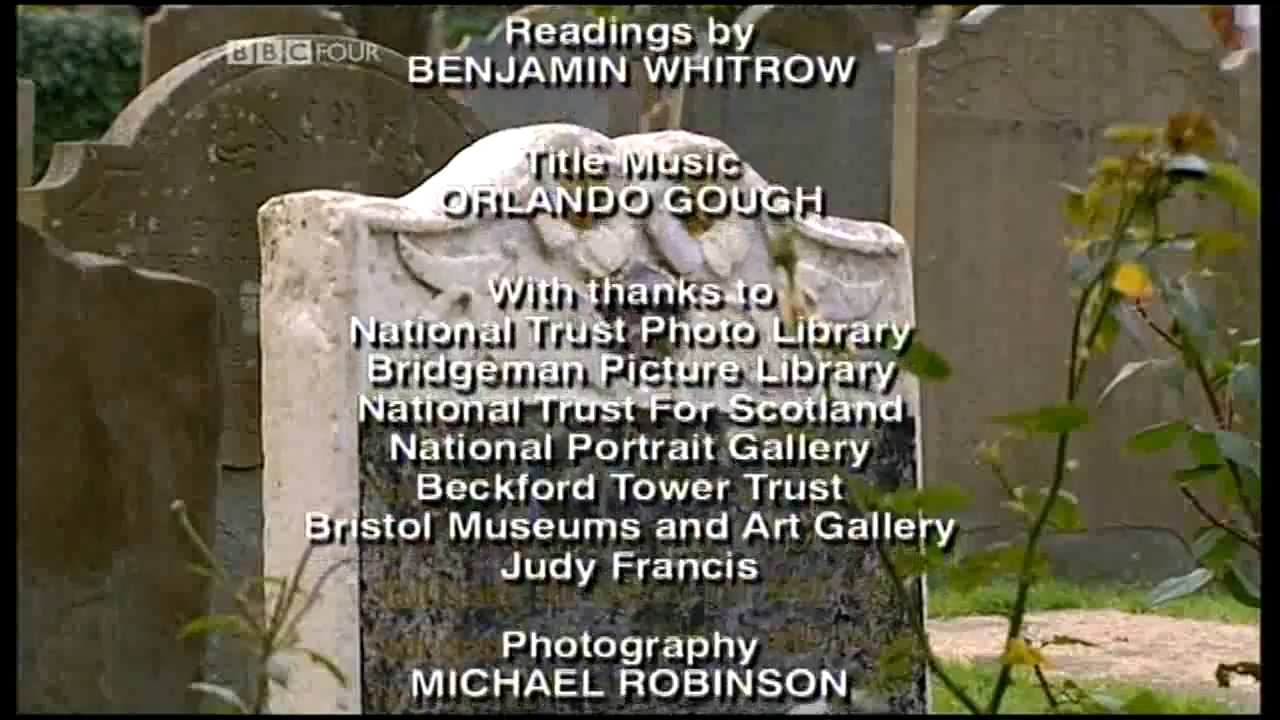 BBC FOUR
Readings by
BENJAMIN WHITROW
Title Music
ORLANDO GOUGH
With thanks to
National Trust Photo Library
Bridgeman Picture Library
National Trust For Scotland
National Portrait Gallery
Beckford Tower Trust
Bristol Museums and Art Gallery
Judy Francis
Photography
MICHAEL ROBINSON